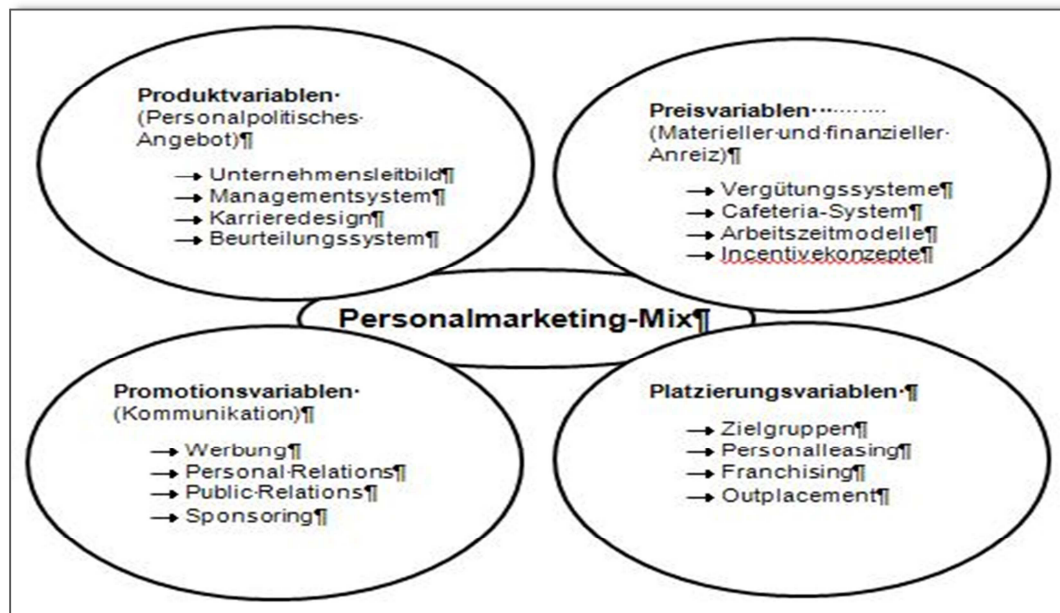 Produktvariablen·
(Personalpolitisches·
Angebot)¶
→ Unternehmensleitbild¶
→ Managementsystem¶
→ Karrieredesign¶
→ Beurteilungssystem¶
Preisvariablen·········
(Materieller·und·finanzieller·
Anreiz)¶
→ Vergütungssysteme¶
→ Cafeteria-System¶
→ Arbeitszeitmodelle¶
→ Incentivekonzepte¶
Personalmarketing-Mix¶
Promotionsvariablen·
(Kommunikation)¶
→ Werbung¶
→ Personal·Relations¶
→ Public·Relations¶
→ Sponsoring¶
Platzierungsvariablen·¶
→ Zielgruppen¶
→ Personalleasing¶
→ Franchising¶
→ Outplacement¶